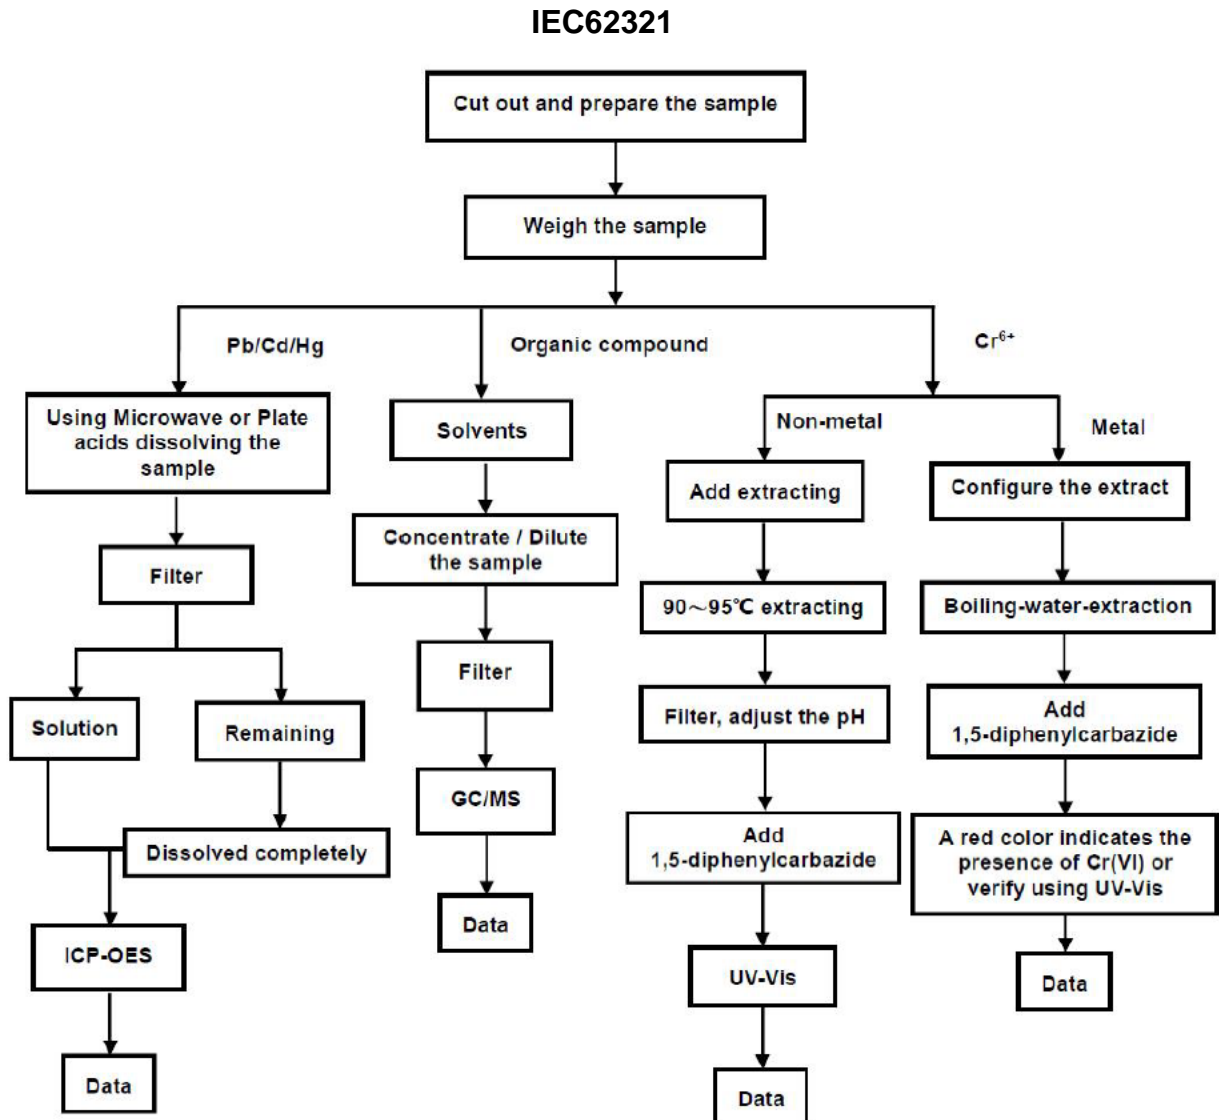 IEC62321
Cut out and prepare the sample
Weigh the sample
Pb/Cd/Hg
Organic compound
Cr⁶⁺
Using Microwave or Plate
acids dissolving the
sample
Filter
Solution
Remaining
Dissolved completely
ICP-OES
Data
Solvents
Concentrate / Dilute
the sample
Filter
GC/MS
Data
Non-metal
Add extracting
90～95℃ extracting
Filter, adjust the pH
Add
1,5-diphenylcarbazide
UV-Vis
Data
Metal
Configure the extract
Boiling-water-extraction
Add
1,5-diphenylcarbazide
A red color indicates the
presence of Cr(VI) or
verify using UV-Vis
Data